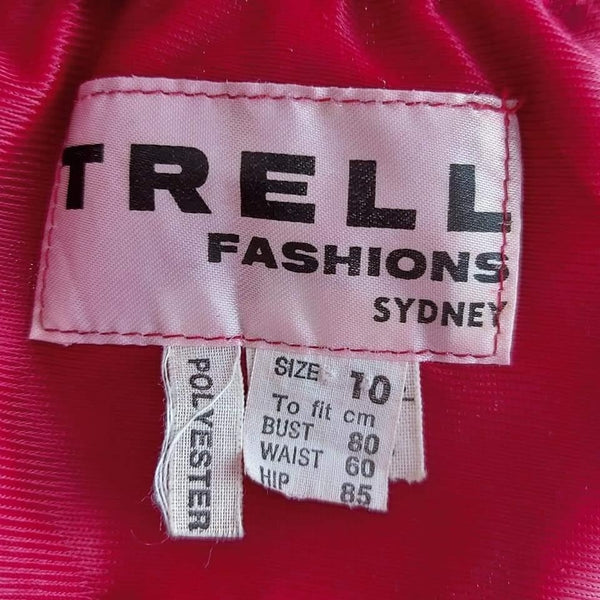 TRELL
FASHIONS
SYDNEY
POLYESTER
SIZE 10
To fit cm
BUST 80
WAIST 60
HIP 85